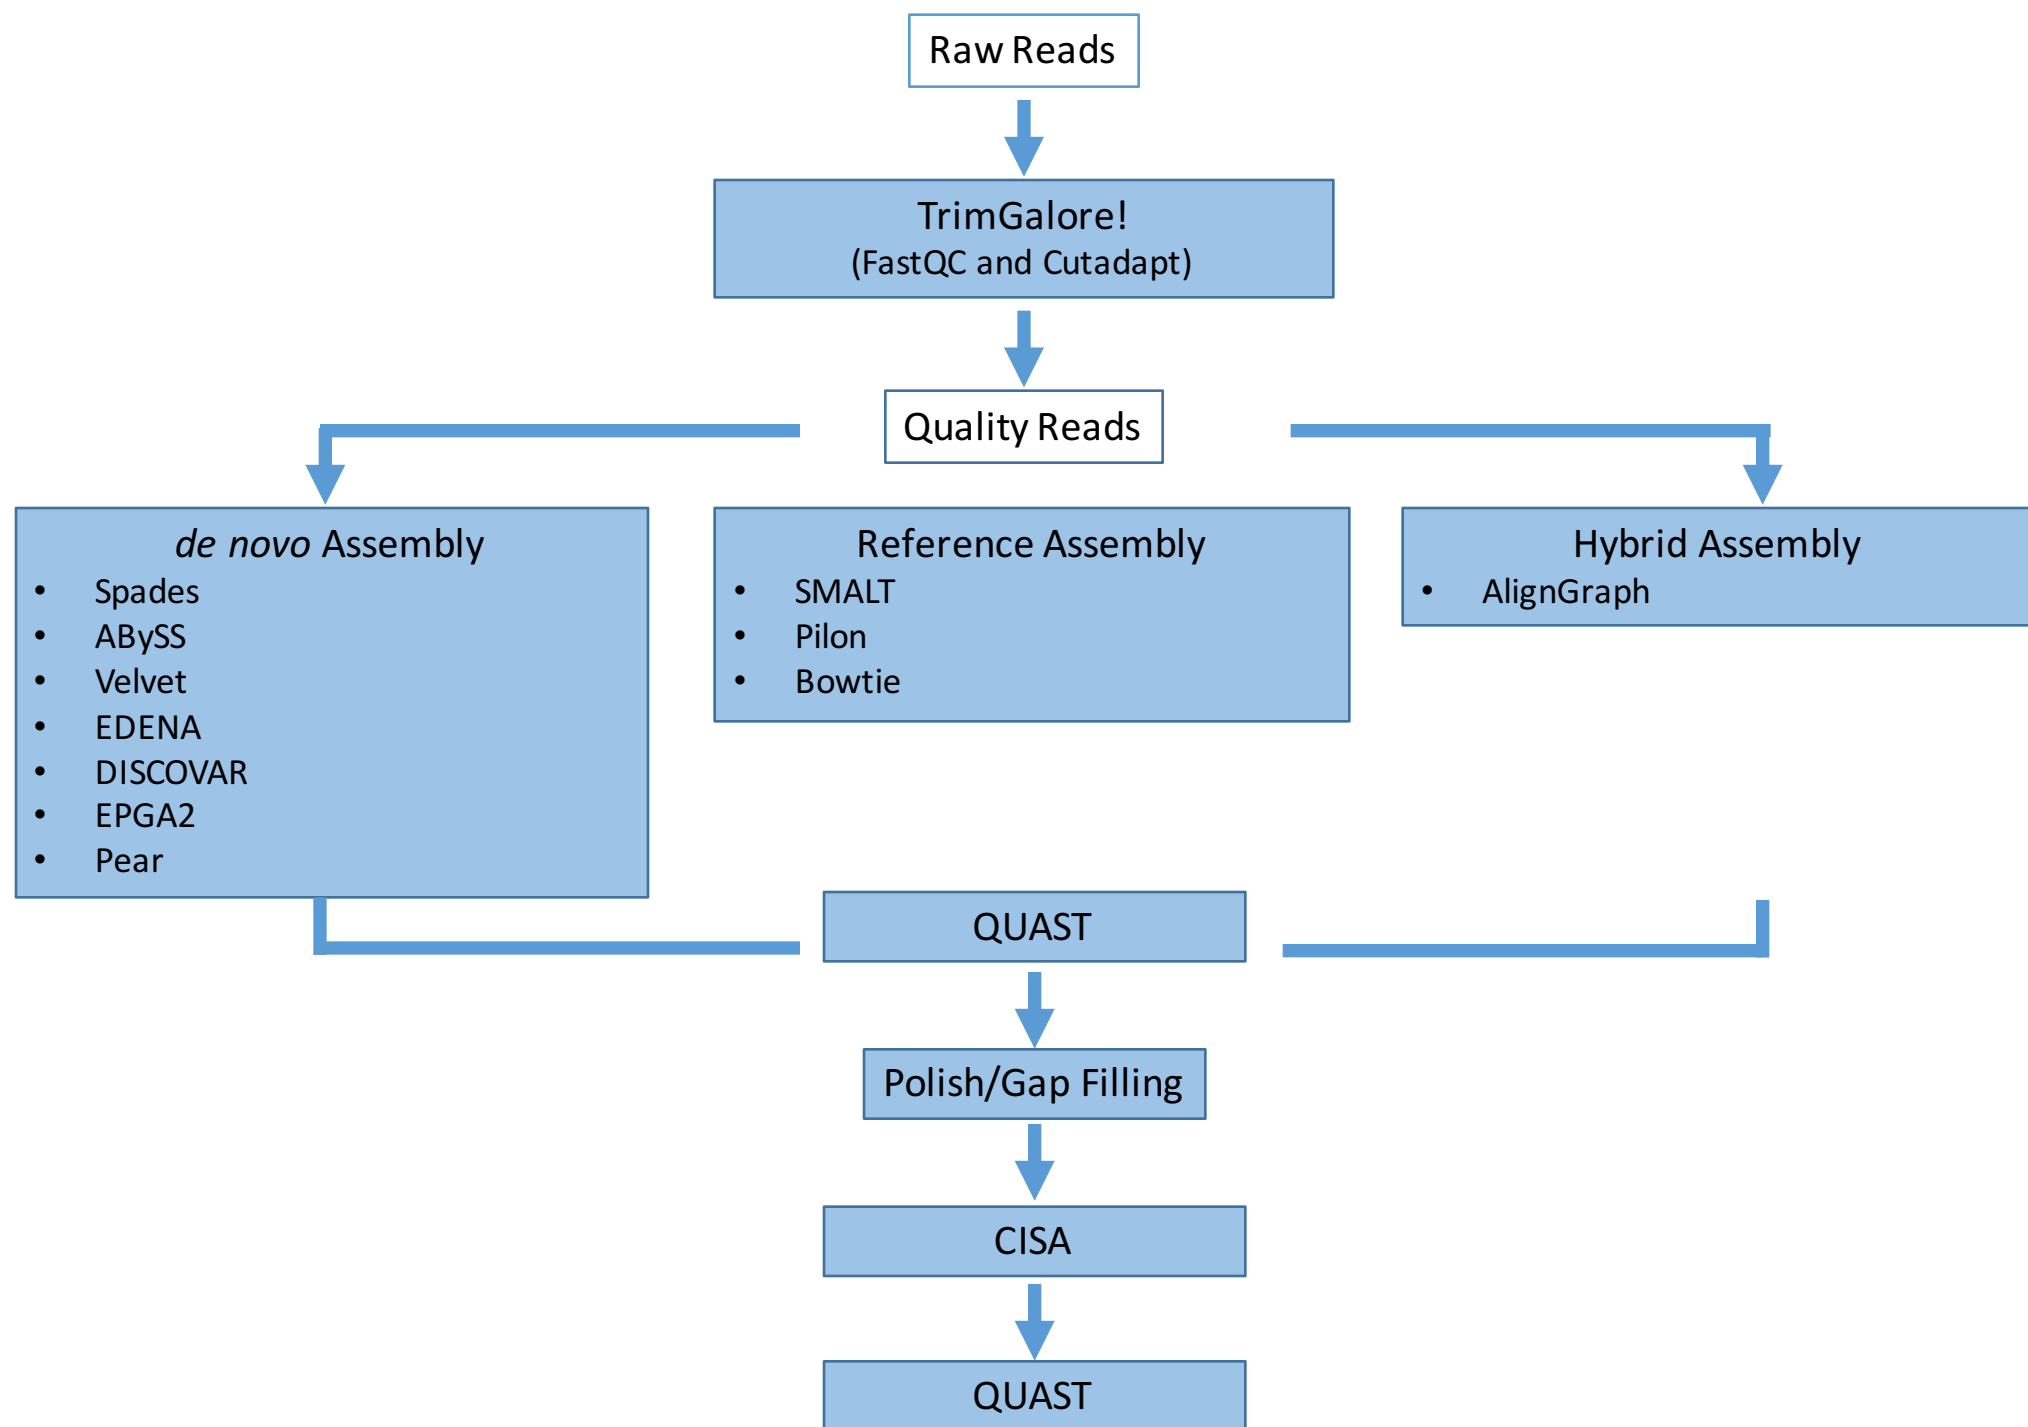 Raw Reads
TrimGalore!
(FastQC and Cutadapt)
Quality Reads
de novo Assembly
• Spades
• ABySS
• Velvet
• EDENA
• DISCOVAR
• EPGA2
• Pear
Reference Assembly
• SMALT
• Pilon
• Bowtie
Hybrid Assembly
• AlignGraph
QUAST
Polish/Gap Filling
CISA
QUAST